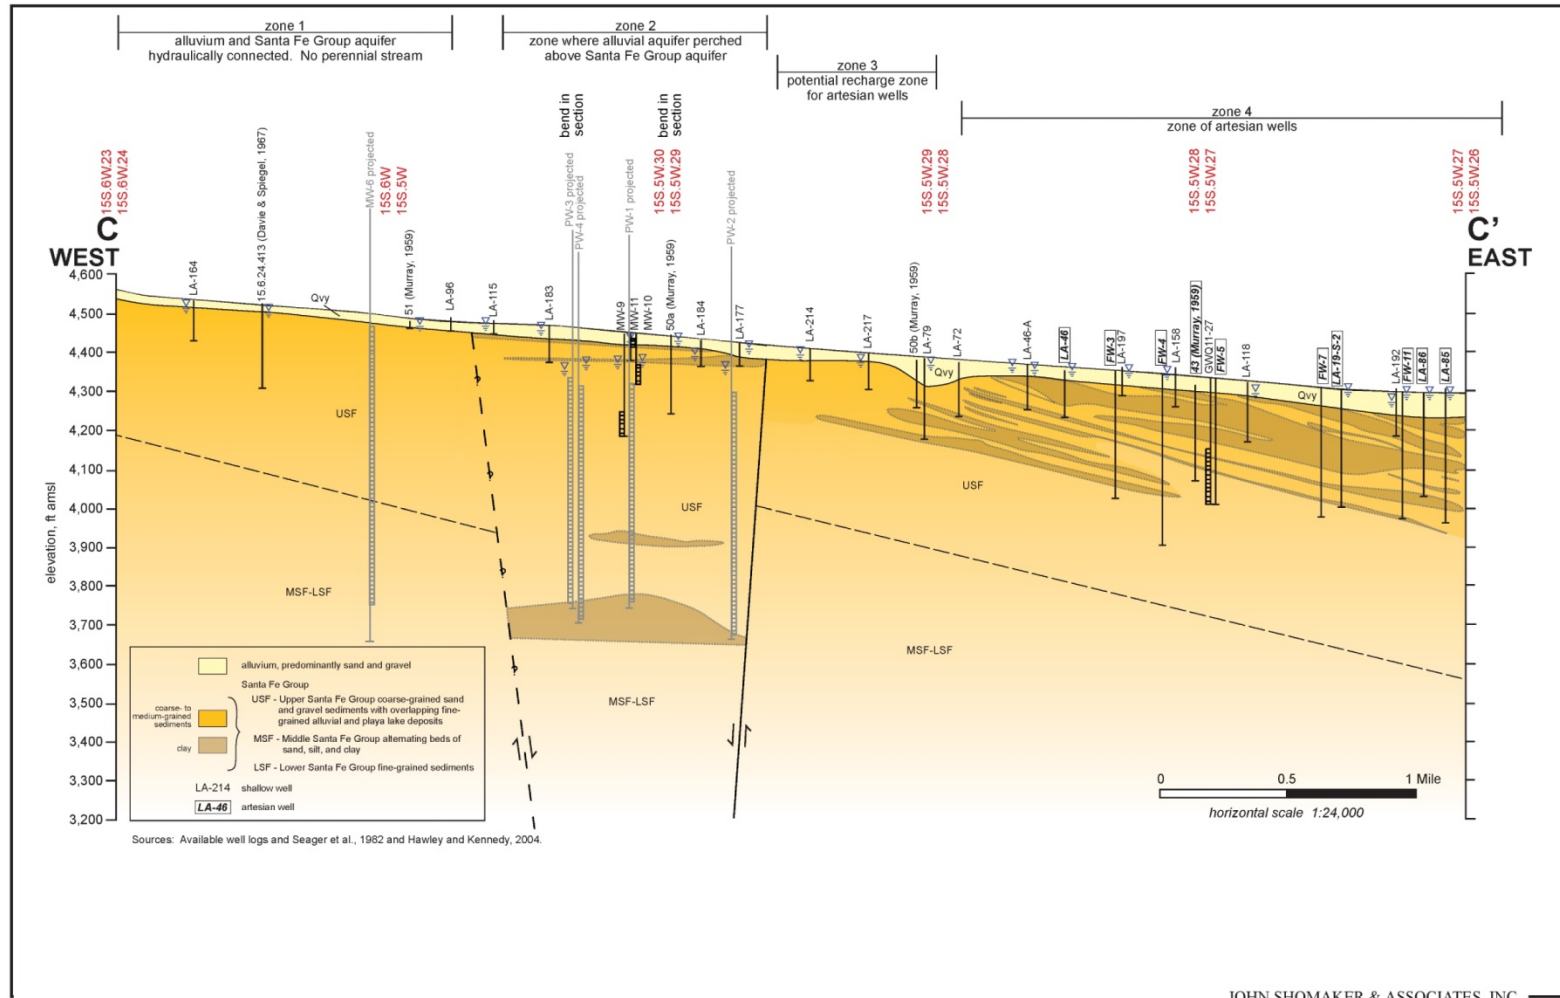 zone 1
alluvium and Santa Fe Group aquifer
hydraulically connected. No perennial stream
zone 2
zone where alluvial aquifer perched
above Santa Fe Group aquifer
zone 3
potential recharge zone
for artesian wells
zone 4
zone of artesian wells
bend in
section
bend in
section
15S.6W.23
15S.6W.24
15S.6W
15S.5W
15S.5W.30
15S.5W.29
15S.5W.29
15S.5W.28
15S.5W.28
15S.5W.27
15S.5W.27
15S.5W.26
C
WEST
C'
EAST
LA-164
15.6.24.413 (Davie & Spiegel, 1967)
MW-6 projected
51 (Murray, 1959)
LA-96
LA-115
LA-183
PW-3 projected
PW-4 projected
MW-9
PW-1 projected
MW-11
MW-10
50a (Murray, 1959)
LA-184
PW-2 projected
LA-177
LA-214
LA-217
50b (Murray, 1959)
LA-79
LA-72
LA-46-A
LA-46
FW-3
LA-197
FW-4
LA-158
43 (Murray, 1959)
GWQ11-27
FW-5
LA-118
FW-7
LA-19-S-2
LA-192
FW-11
LA-86
LA-85
Qvy
Qvy
Qvy
elevation, ft amsl
4,600
4,500
4,400
4,300
4,200
4,100
4,000
3,900
3,800
3,700
3,600
3,500
3,400
3,300
3,200
USF
USF
USF
MSF-LSF
MSF-LSF
MSF-LSF
?
?
?
?
alluvium, predominantly sand and gravel
Santa Fe Group
coarse- to
medium-grained
sediments
USF - Upper Santa Fe Group coarse-grained sand
and gravel sediments with overlapping fine-
grained alluvial and playa lake deposits
clay
MSF - Middle Santa Fe Group alternating beds of
sand, silt, and clay
LSF - Lower Santa Fe Group fine-grained sediments
LA-214 shallow well
LA-46 artesian well
Sources: Available well logs and Seager et al., 1982 and Hawley and Kennedy, 2004.
0 0.5 1 Mile
horizontal scale 1:24,000
JOHN SHOMAKER & ASSOCIATES, INC.